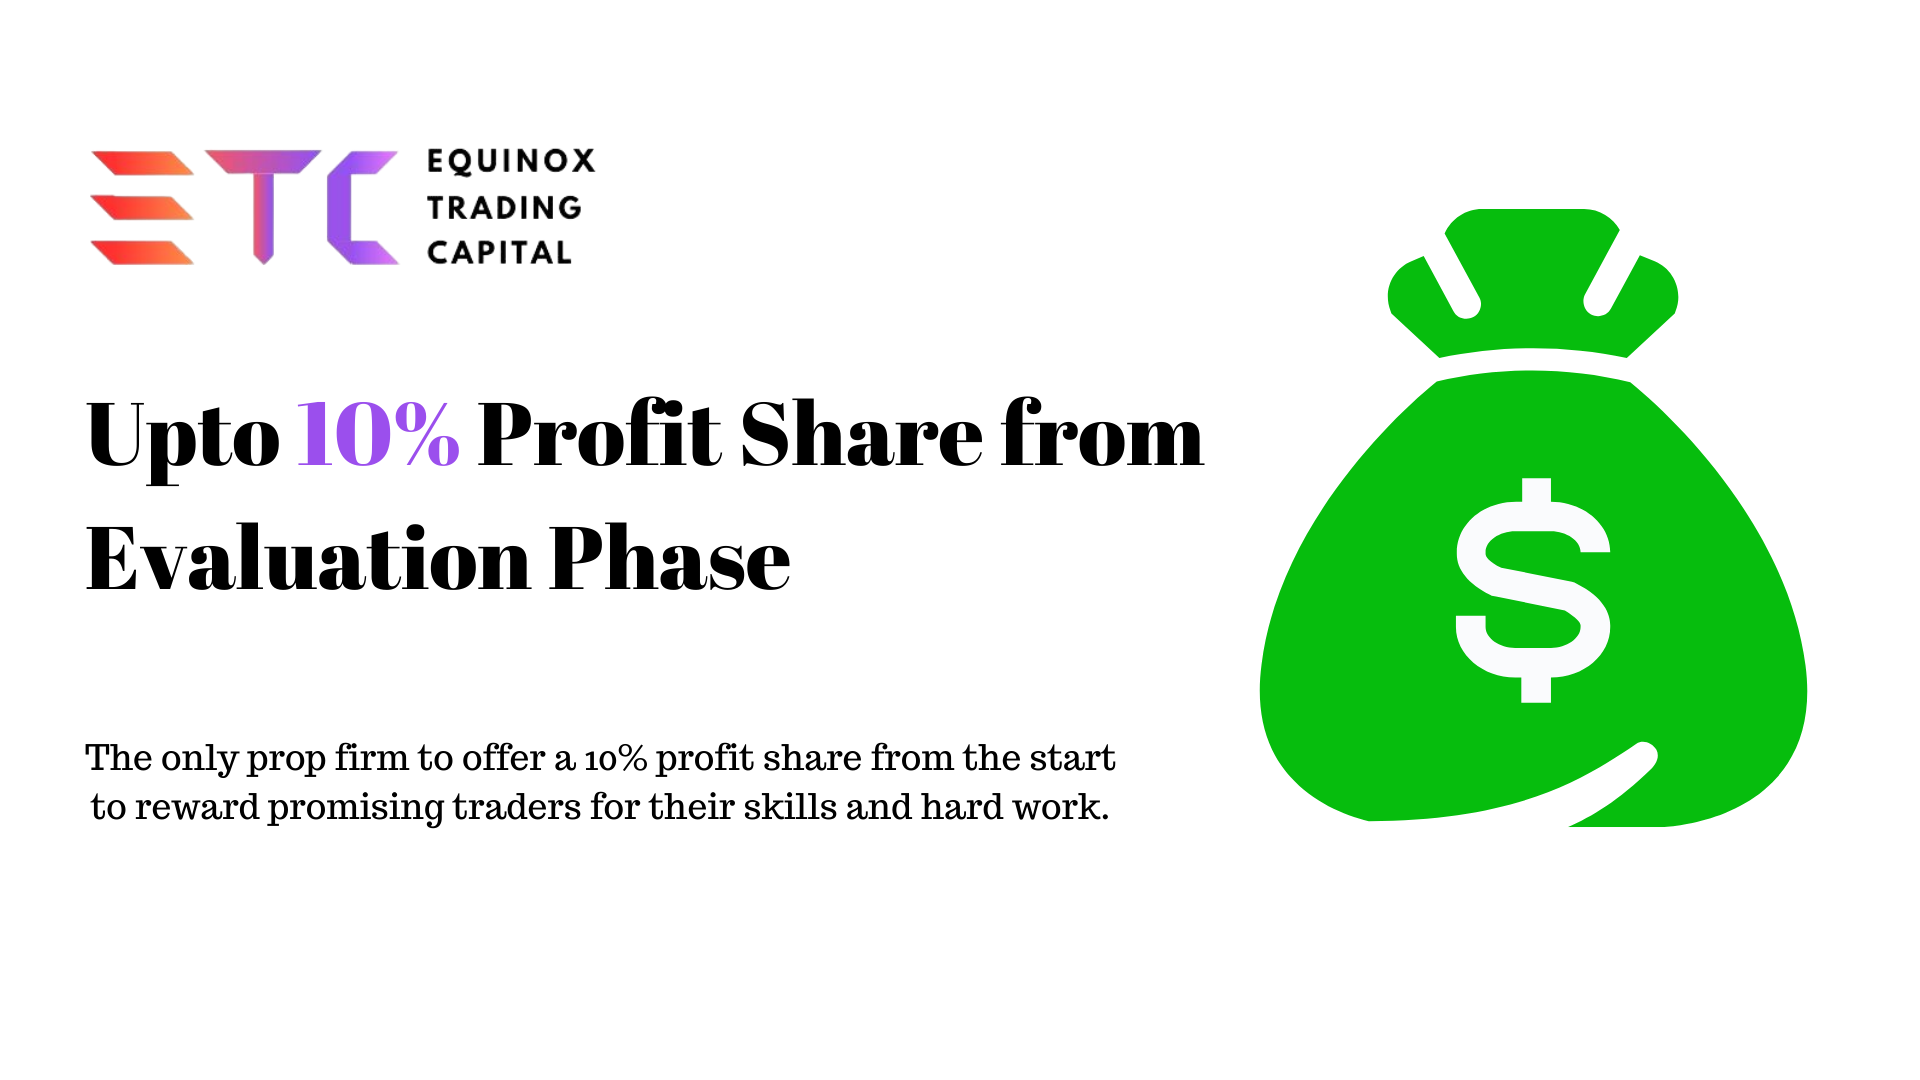 ETC
EQUINOX
TRADING
CAPITAL
Upto 10% Profit Share from
Evaluation Phase
$
The only prop firm to offer a 10% profit share from the start
to reward promising traders for their skills and hard work.